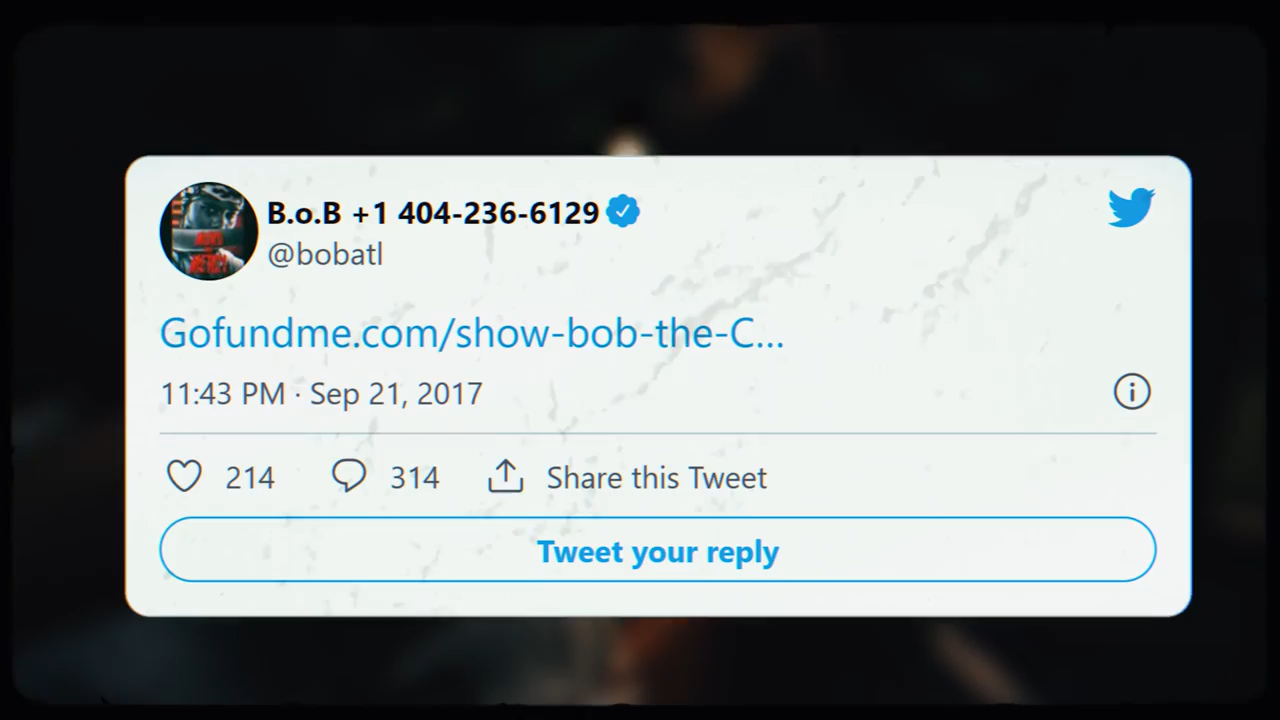 B.o.B +1 404-236-6129
@bobatl
Gofundme.com/show-bob-the-C...
11:43 PM · Sep 21, 2017
214 314 Share this Tweet
Tweet your reply